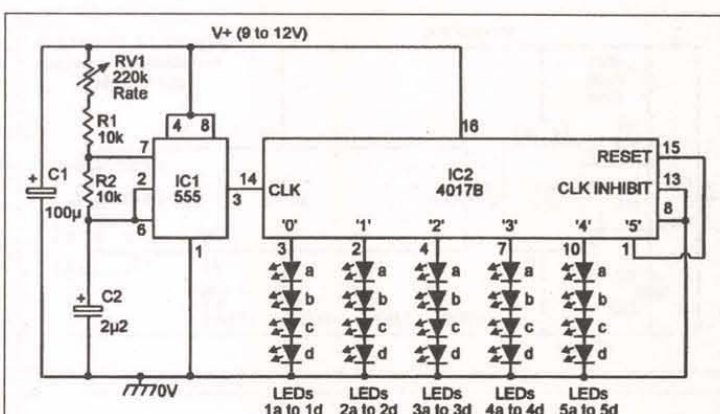 V+ (9 to 12V)
RV1
220k
Rate
R1
10k
4 8
16
7
IC1
555
2
6
3
14
CLK
IC2
4017B
RESET
15
CLK INHIBIT
13
8
+ C1
100µ
R2
10k
1
'0' '1' '2' '3' '4' '5'
3 2 4 7 10 1
a a a a a
b b b b b
c c c c c
d d d d d
+ C2
2µ2
0V
LEDs LEDs LEDs LEDs LEDs
1a to 1d 2a to 2d 3a to 3d 4a to 4d 5a to 5d